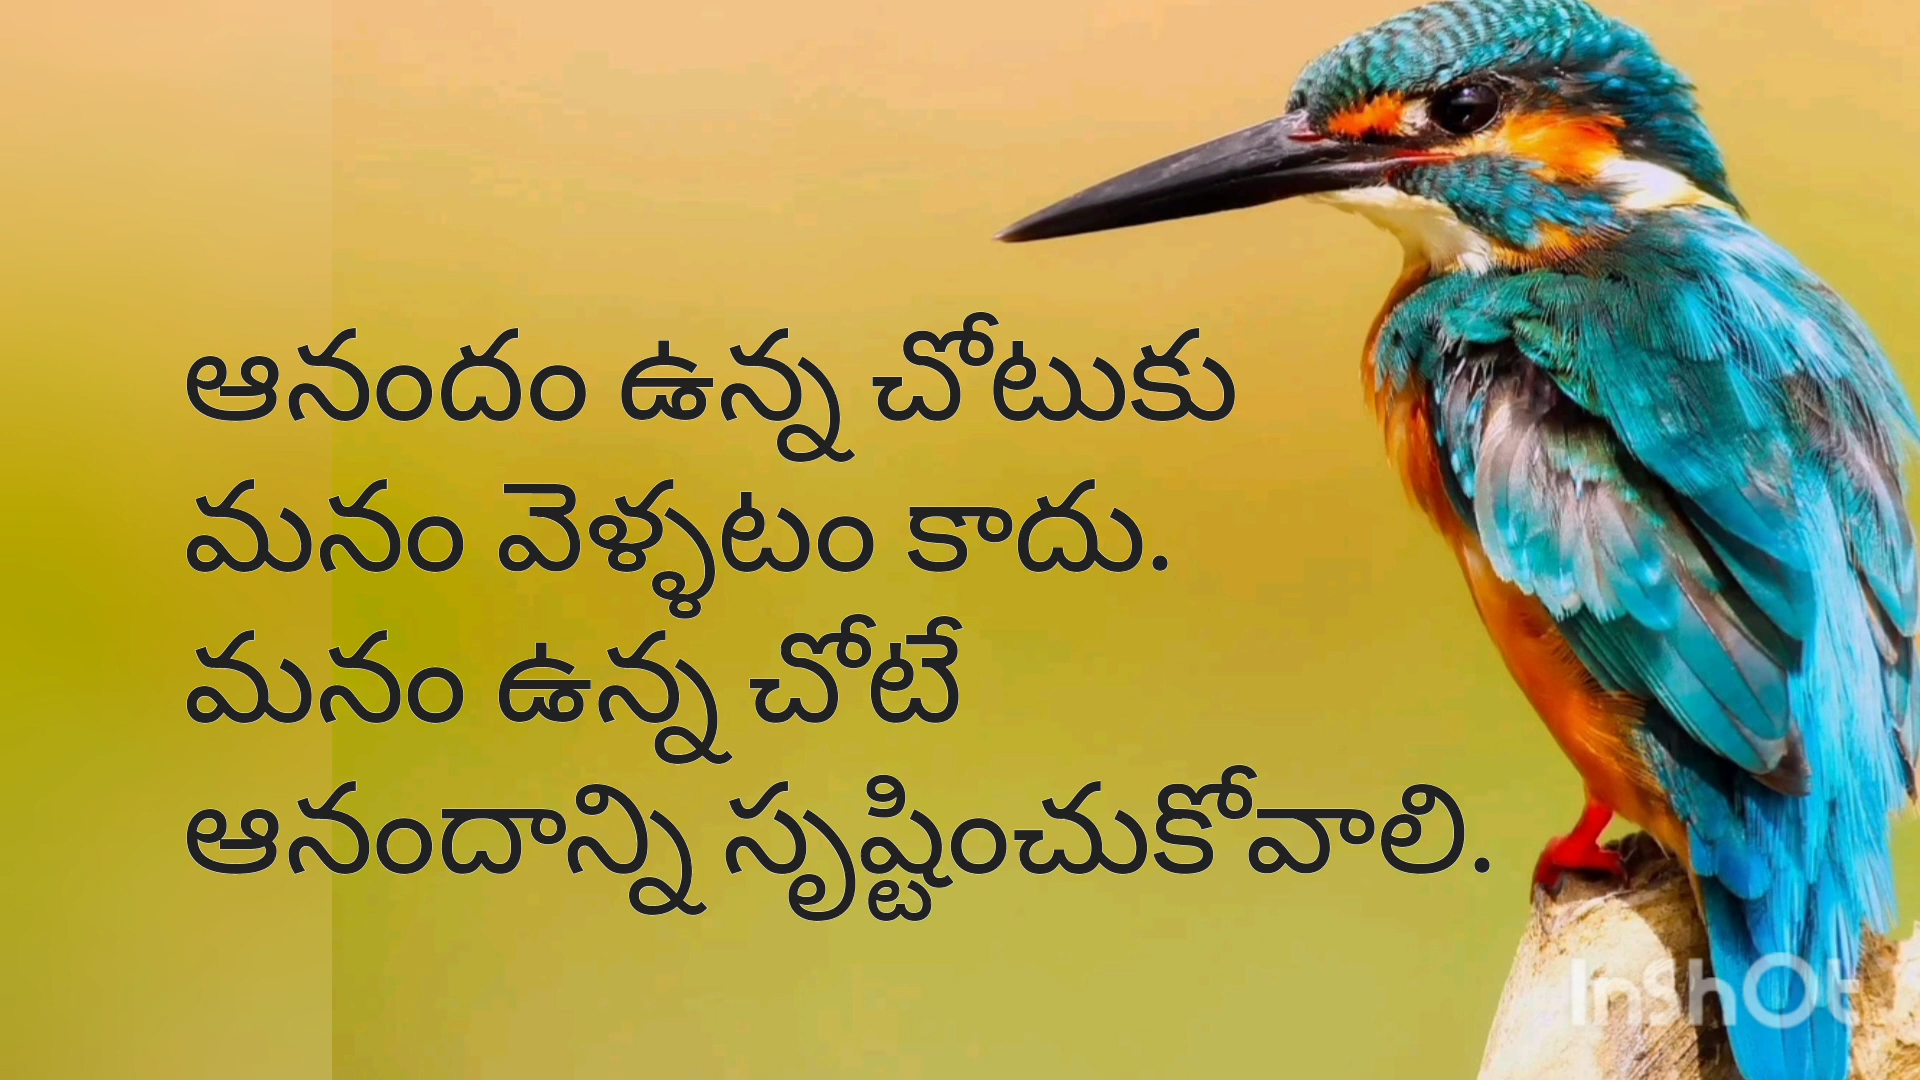 ఆనందం ఉన్న చోటుకు
మనం వెళ్ళటం కాదు.
మనం ఉన్న చోటే
ఆనందాన్ని సృష్టించుకోవాలి.
InShOt